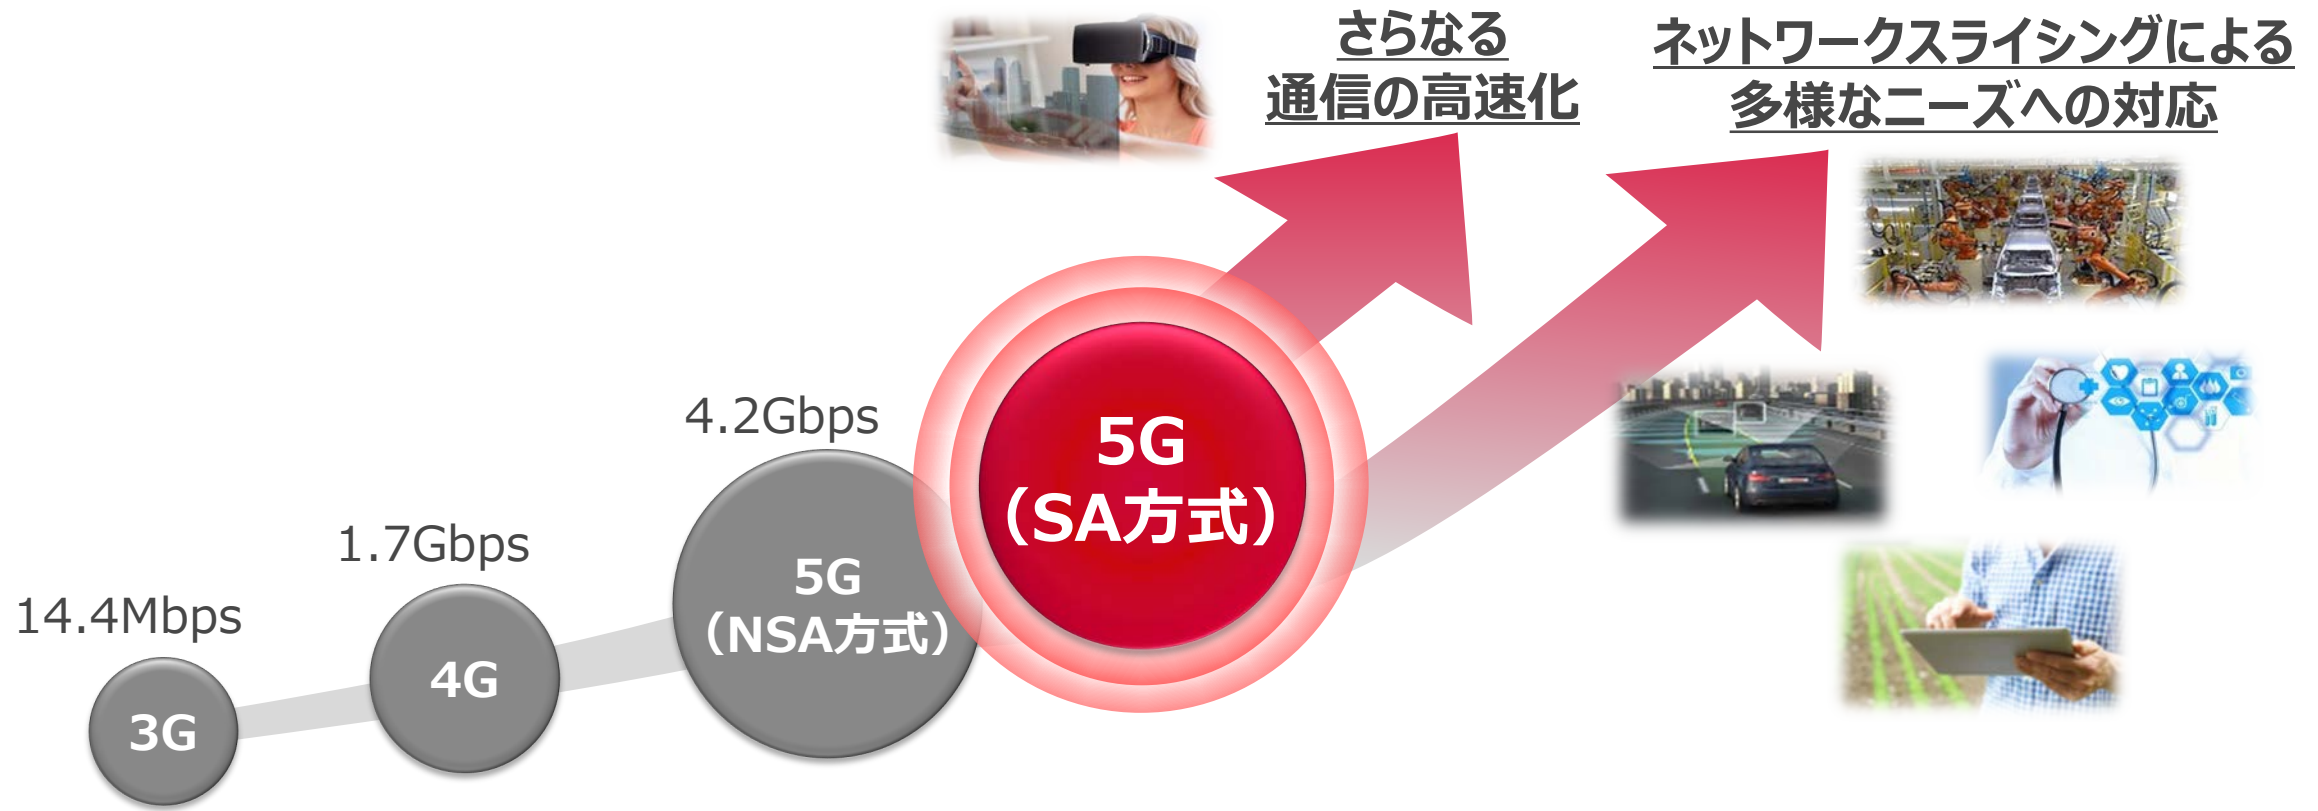 さらなる
通信の高速化
ネットワークスライシングによる
多様なニーズへの対応
14.4Mbps
3G
1.7Gbps
4G
4.2Gbps
5G
（NSA方式）
5G
（SA方式）